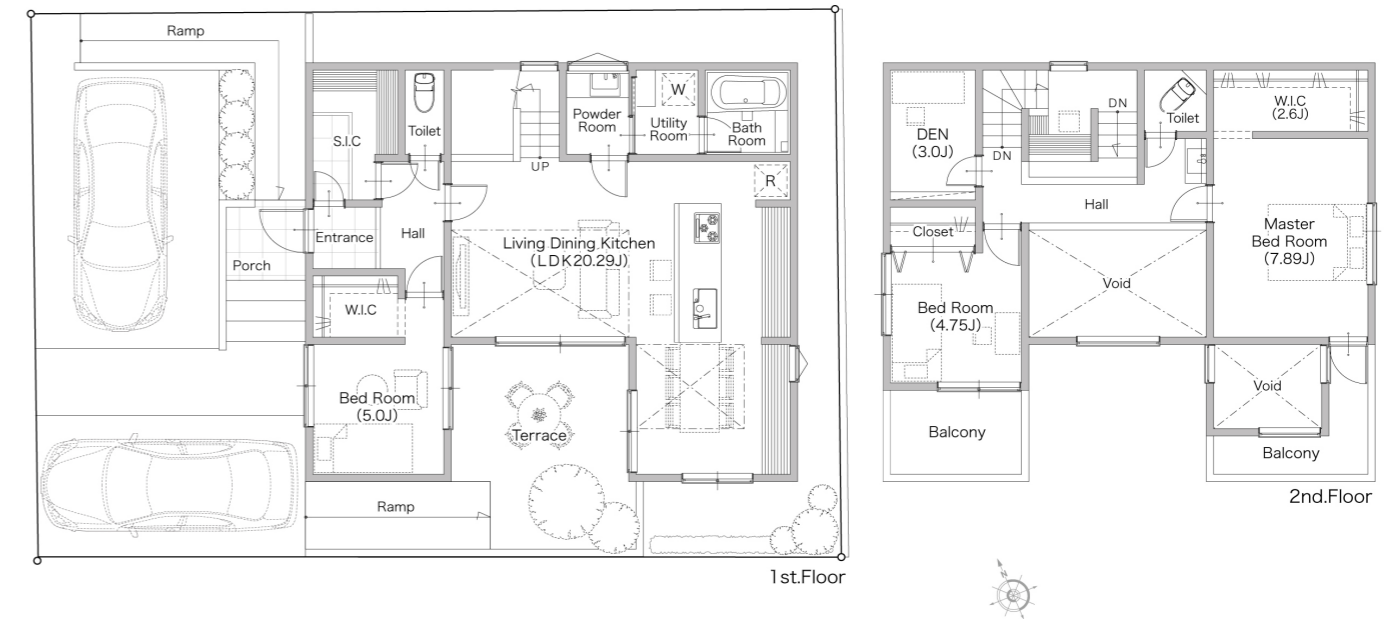 Ramp
S.I.C
Toilet
Powder
Room
W
Utility
Room
Bath
Room
UP
R
Entrance
Hall
Porch
Living Dining Kitchen
(LDK20.29J)
W.I.C
Bed Room
(5.0J)
Terrace
Ramp
1st.Floor
DEN
(3.0J)
DN
DN
Toilet
W.I.C
(2.6J)
Hall
Closet
Master
Bed Room
(7.89J)
Void
Bed Room
(4.75J)
Void
Balcony
Balcony
2nd.Floor
N